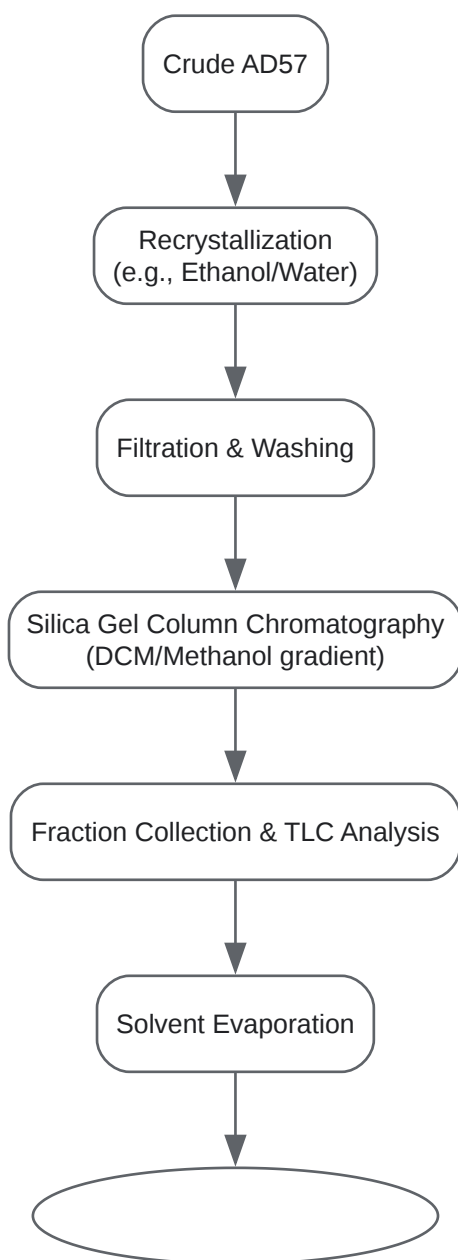 Crude AD57
Recrystallization
(e.g., Ethanol/Water)
Filtration & Washing
Silica Gel Column Chromatography
(DCM/Methanol gradient)
Fraction Collection & TLC Analysis
Solvent Evaporation